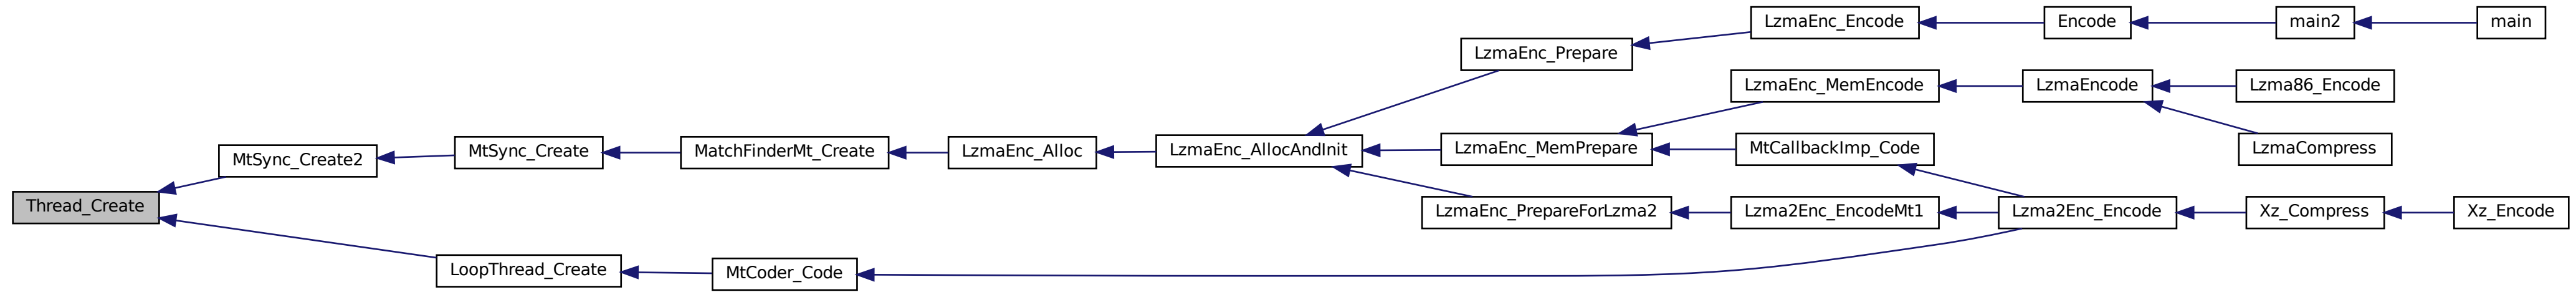 Thread_Create
MtSync_Create2
MtSync_Create
MatchFinderMt_Create
LzmaEnc_Alloc
LzmaEnc_AllocAndInit
LzmaEnc_Prepare
LzmaEnc_Encode
Encode
main2
main
LzmaEnc_MemPrepare
LzmaEnc_MemEncode
LzmaEncode
Lzma86_Encode
LzmaCompress
MtCallbackImp_Code
LzmaEnc_PrepareForLzma2
Lzma2Enc_EncodeMt1
Lzma2Enc_Encode
Xz_Compress
Xz_Encode
LoopThread_Create
MtCoder_Code